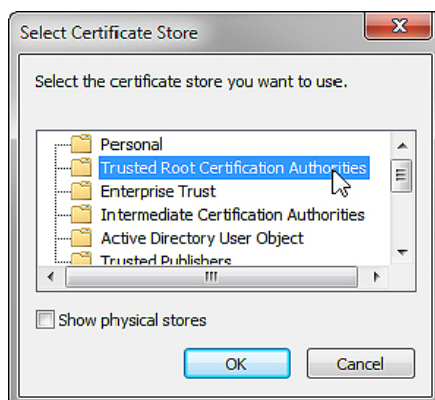 Select Certificate Store
Select the certificate store you want to use.
Personal
Trusted Root Certification Authorities
Enterprise Trust
Intermediate Certification Authorities
Active Directory User Object
Trusted Publishers
Show physical stores
OK
Cancel